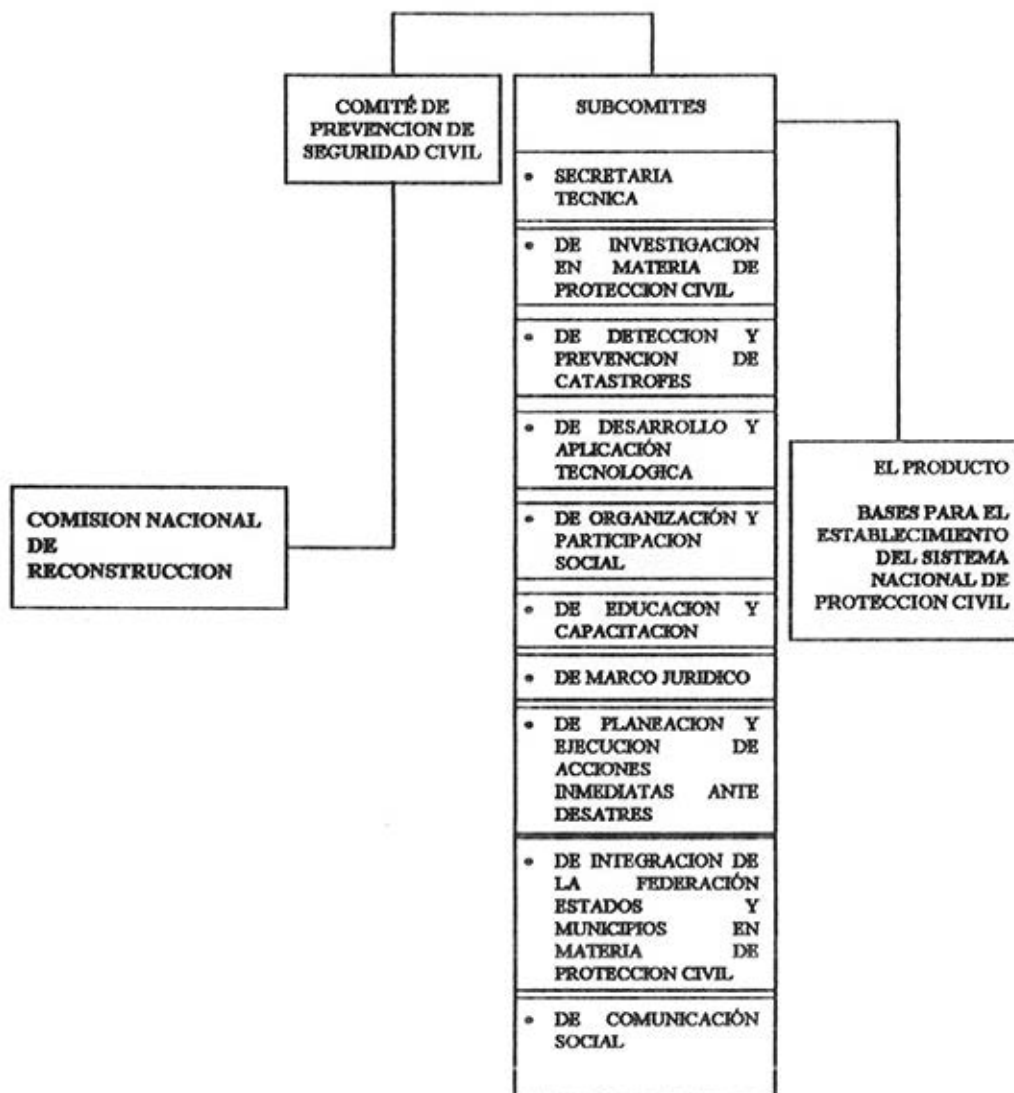 COMITÉ DE
PREVENCION DE
SEGURIDAD CIVIL
SUBCOMITES
• SECRETARIA
TECNICA
• DE INVESTIGACION
EN MATERIA DE
PROTECCION CIVIL
• DE DETECCION Y
PREVENCION DE
CATASTROFES
• DE DESARROLLO Y
APLICACIÓN
TECNOLOGICA
• DE ORGANIZACIÓN Y
PARTICIPACION
SOCIAL
• DE EDUCACION Y
CAPACITACION
• DE MARCO JURIDICO
• DE PLANEACION Y
EJECUCION DE
ACCIONES
INMEDIATAS ANTE
DESATRES
• DE INTEGRACION DE
LA FEDERACIÓN
ESTADOS Y
MUNICIPIOS EN
MATERIA DE
PROTECCION CIVIL
• DE COMUNICACIÓN
SOCIAL
COMISION NACIONAL
DE
RECONSTRUCCION
EL PRODUCTO
BASES PARA EL
ESTABLECIMIENTO
DEL SISTEMA
NACIONAL DE
PROTECCION CIVIL